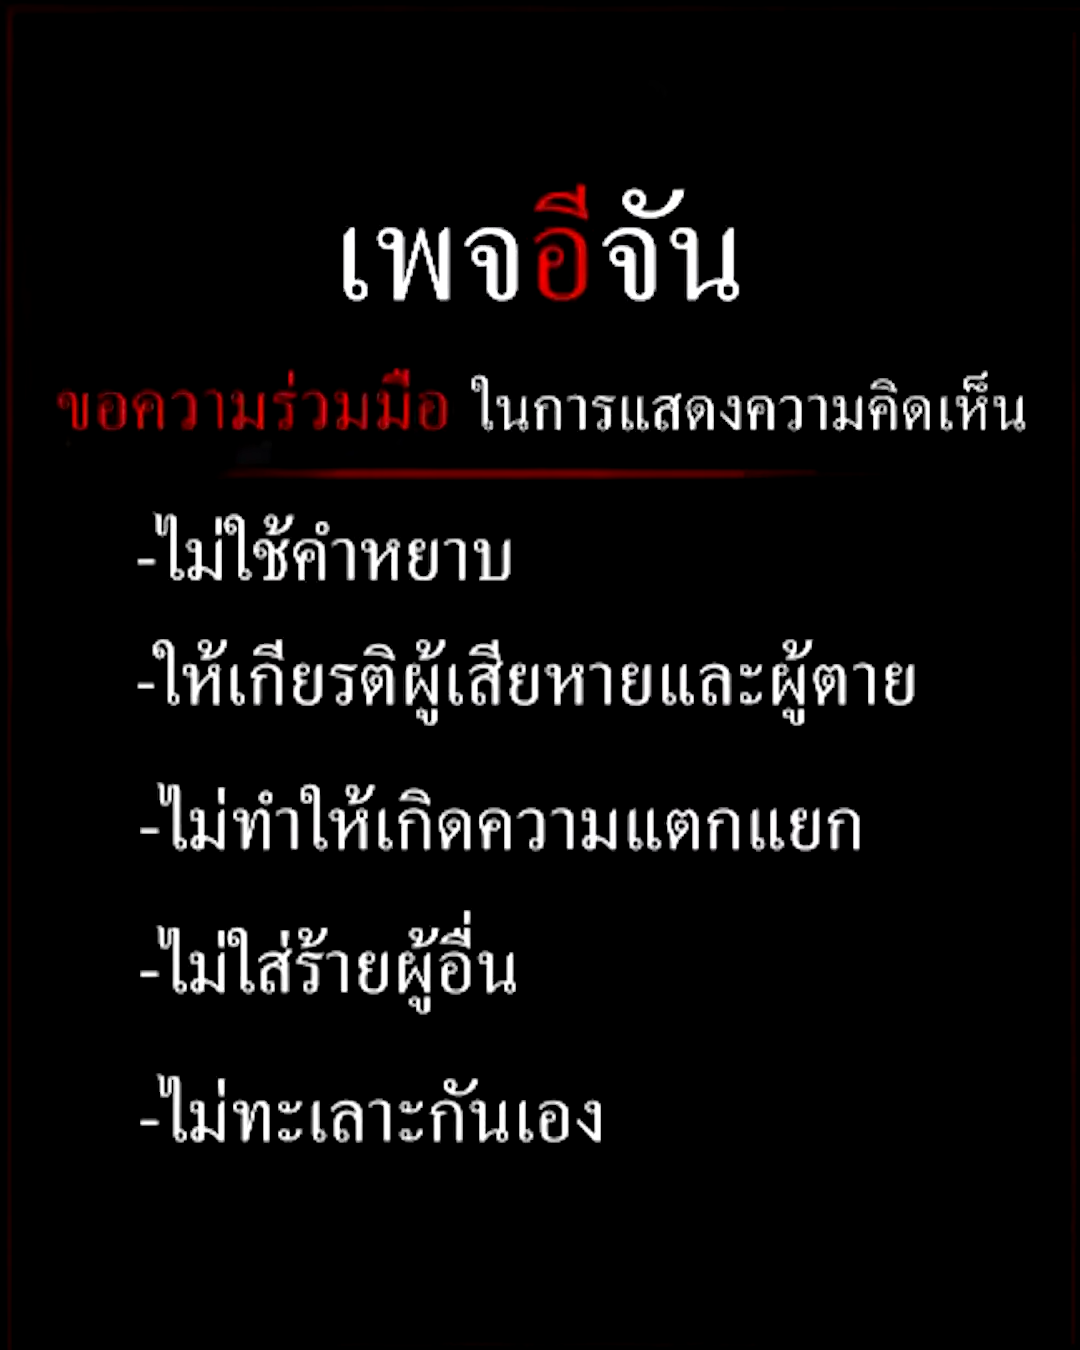 เพจอีจัน
ขอความร่วมมือ ในการแสดงความคิดเห็น
-ไม่ใช้คำหยาบ
-ให้เกียรติผู้เสียหายและผู้ตาย
-ไม่ทำให้เกิดความแตกแยก
-ไม่ใส่ร้ายผู้อื่น
-ไม่ทะเลาะกันเอง